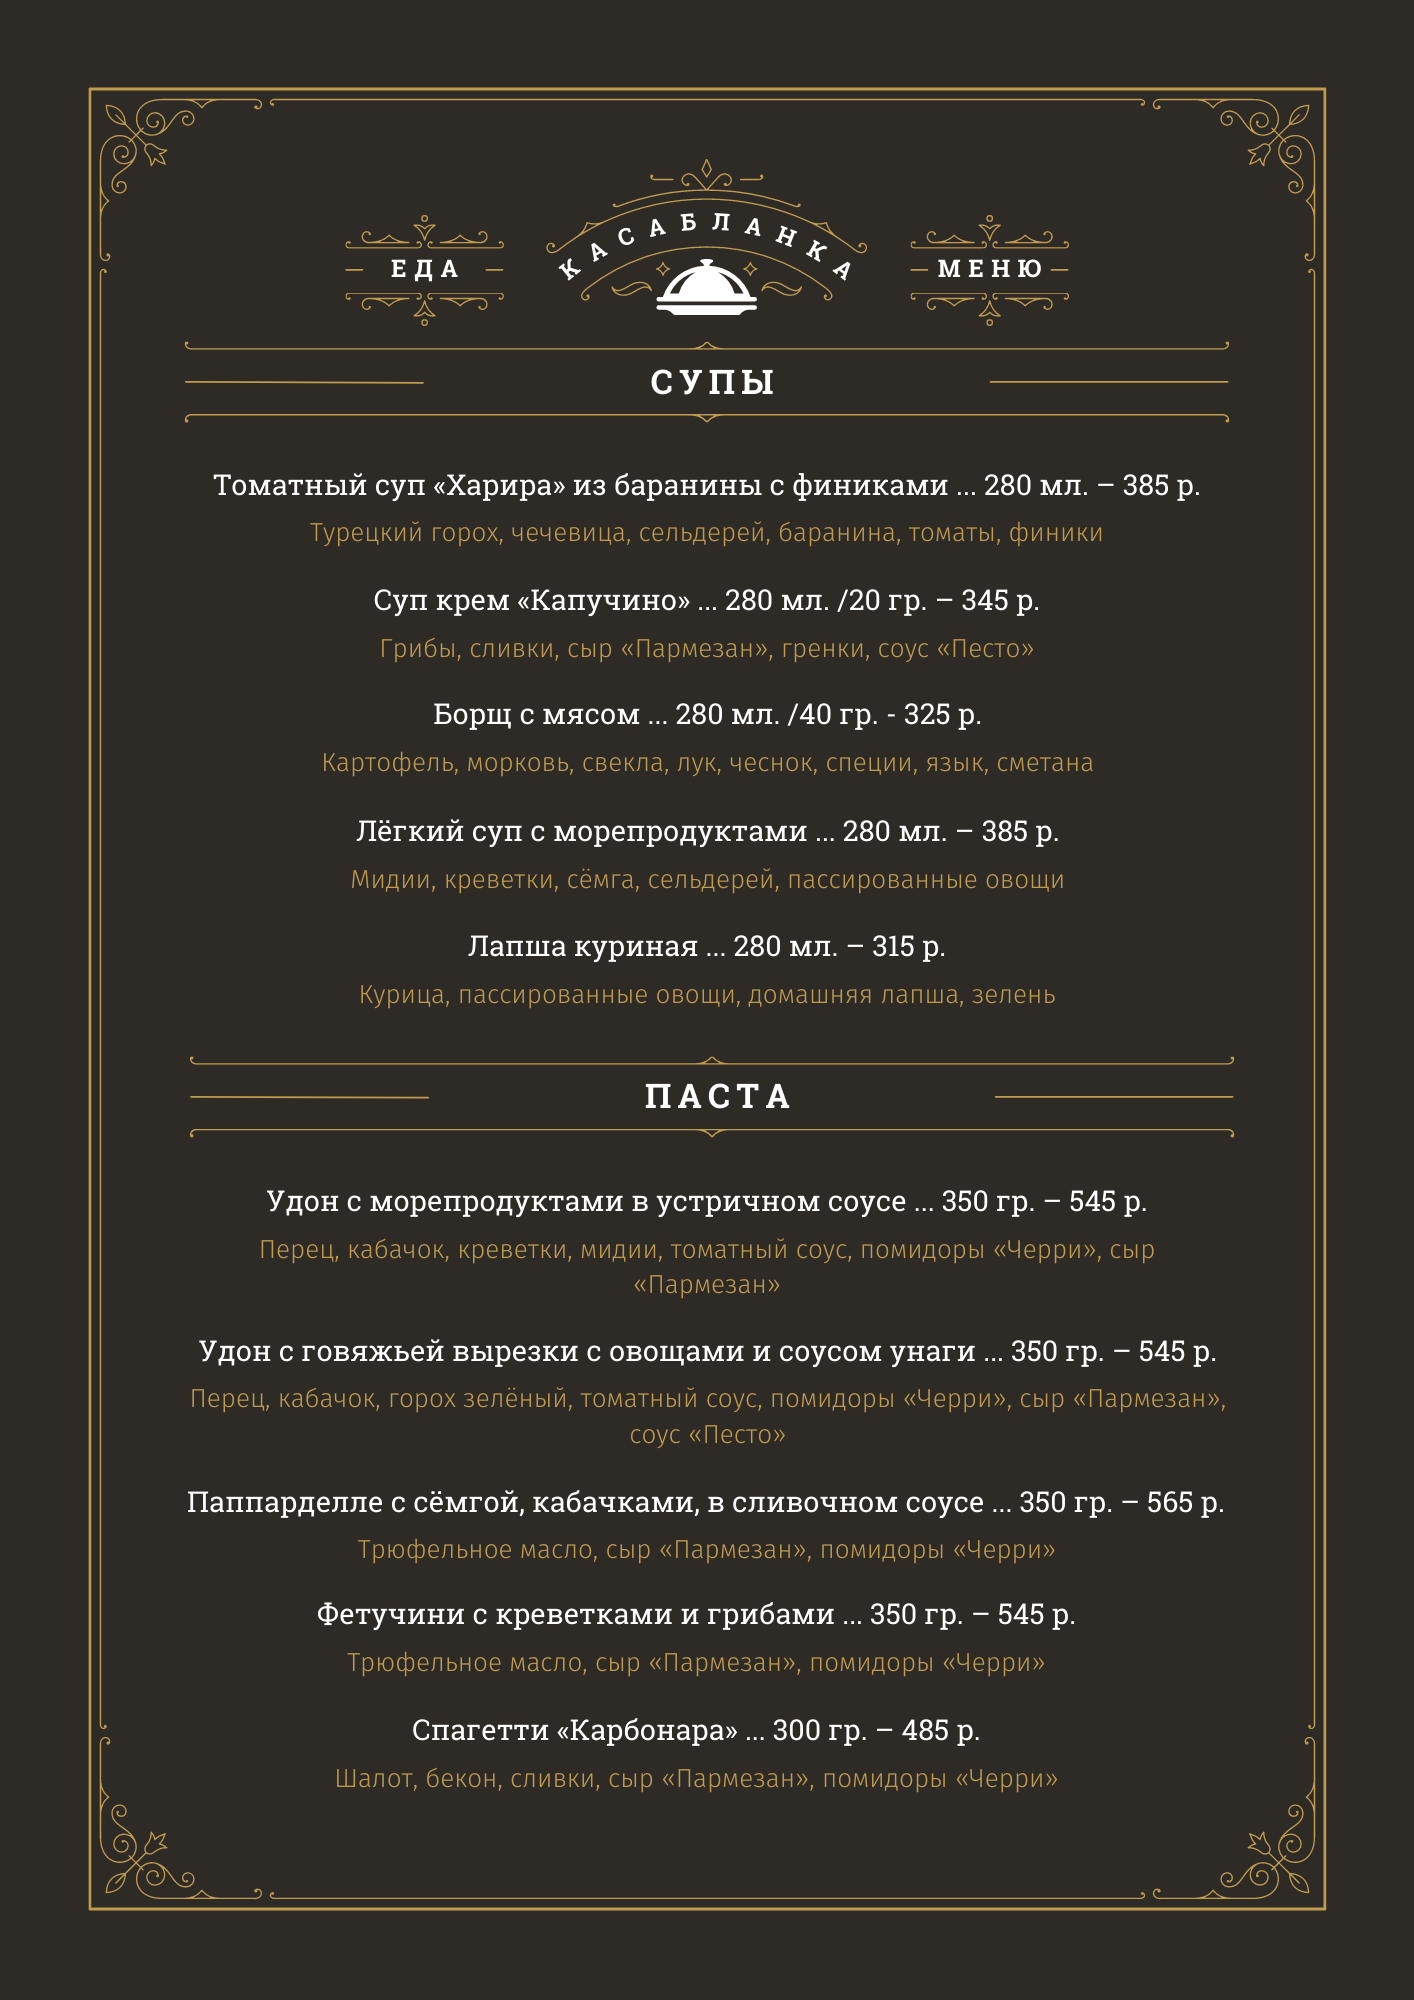 КАСАБЛАНКА
ЕДА
МЕНЮ
СУПЫ
Томатный суп «Харира» из баранины с финиками ... 280 мл. – 385 р.
Турецкий горох, чечевица, сельдерей, баранина, томаты, финики
Суп крем «Капучино» ... 280 мл. /20 гр. – 345 р.
Грибы, сливки, сыр «Пармезан», гренки, соус «Песто»
Борщ с мясом ... 280 мл. /40 гр. - 325 р.
Картофель, морковь, свекла, лук, чеснок, специи, язык, сметана
Лёгкий суп с морепродуктами ... 280 мл. – 385 р.
Мидии, креветки, сёмга, сельдерей, пассированные овощи
Лапша куриная ... 280 мл. – 315 р.
Курица, пассированные овощи, домашняя лапша, зелень
ПАСТА
Удон с морепродуктами в устричном соусе ... 350 гр. – 545 р.
Перец, кабачок, креветки, мидии, томатный соус, помидоры «Черри», сыр
«Пармезан»
Удон с говяжьей вырезки с овощами и соусом унаги ... 350 гр. – 545 р.
Перец, кабачок, горох зелёный, томатный соус, помидоры «Черри», сыр «Пармезан»,
соус «Песто»
Паппарделле с сёмгой, кабачками, в сливочном соусе ... 350 гр. – 565 р.
Трюфельное масло, сыр «Пармезан», помидоры «Черри»
Фетучини с креветками и грибами ... 350 гр. – 545 р.
Трюфельное масло, сыр «Пармезан», помидоры «Черри»
Спагетти «Карбонара» ... 300 гр. – 485 р.
Шалот, бекон, сливки, сыр «Пармезан», помидоры «Черри»